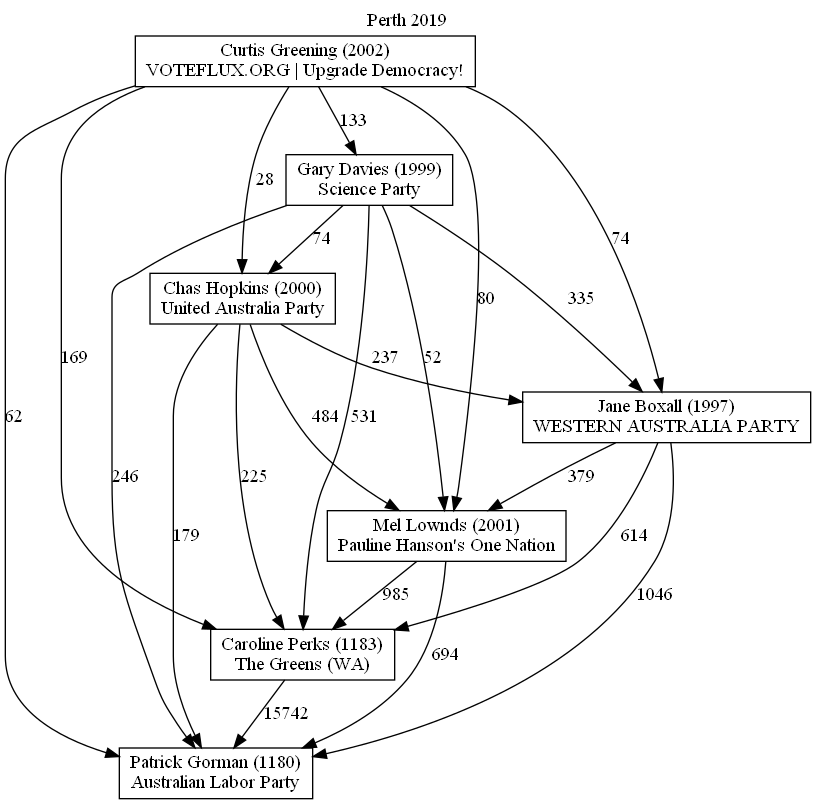 Perth 2019
Curtis Greening (2002)
VOTEFLUX.ORG | Upgrade Democracy!
133
Gary Davies (1999)
Science Party
28
74
74
Chas Hopkins (2000)
United Australia Party
80
335
169
237
52
Jane Boxall (1997)
WESTERN AUSTRALIA PARTY
62
484
531
246
225
379
Mel Lownds (2001)
Pauline Hanson's One Nation
179
614
985
1046
Caroline Perks (1183)
The Greens (WA)
694
15742
Patrick Gorman (1180)
Australian Labor Party